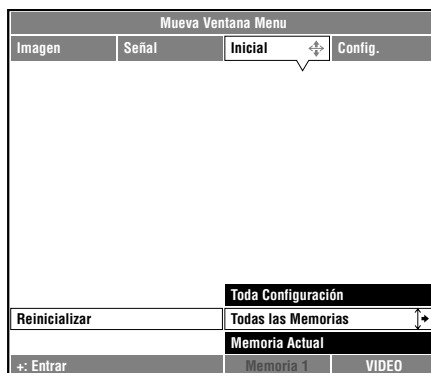 Mueva Ventana Menu
Imagen Señal Inicial Config.
Toda Configuración
Reinicializar Todas las Memorias
Memoria Actual
+: Entrar Memoria 1 VIDEO